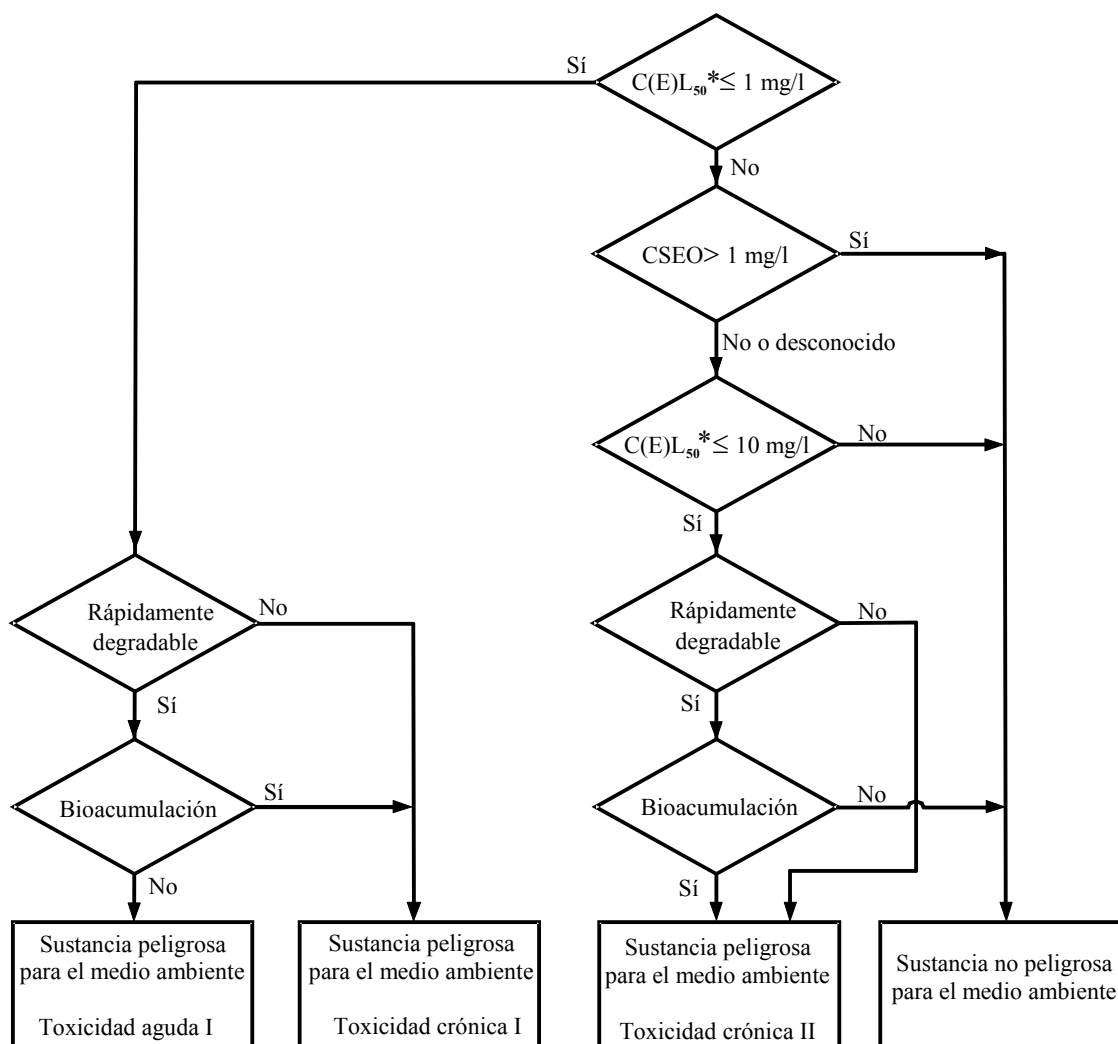 C(E)L50*≤ 1 mg/l
Sí
No
CSEO> 1 mg/l
Sí
No o desconocido
C(E)L50*≤ 10 mg/l
No
Sí
Rápidamente
degradable
No
Sí
Rápidamente
degradable
No
Sí
Bioacumulación
Sí
No
Bioacumulación
No
Sí
Sustancia peligrosa
para el medio ambiente
Toxicidad aguda I
Sustancia peligrosa
para el medio ambiente
Toxicidad crónica I
Sustancia peligrosa
para el medio ambiente
Toxicidad crónica II
Sustancia no peligrosa
para el medio ambiente